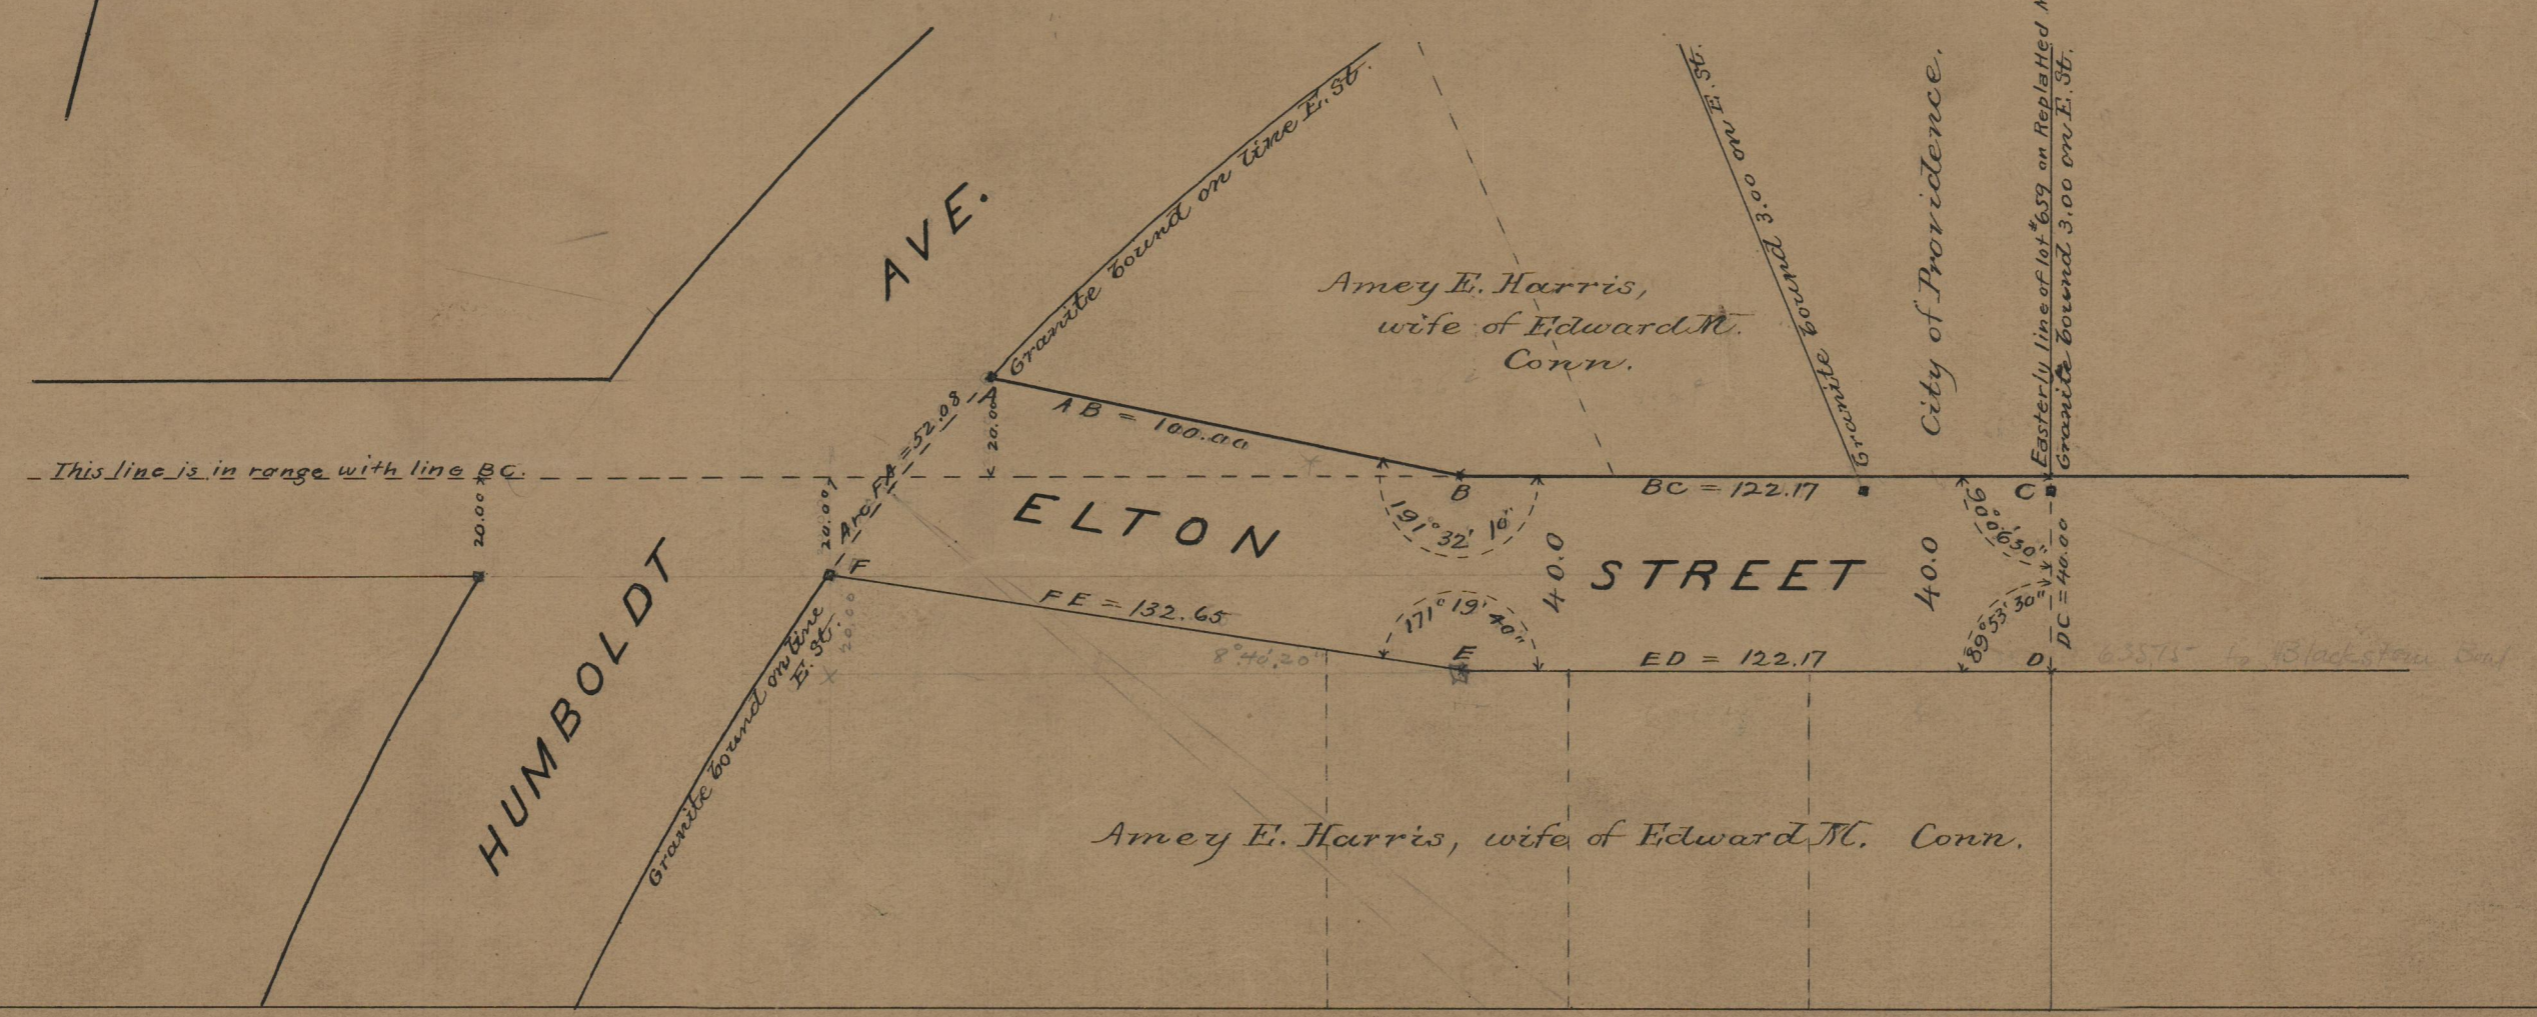 AVE.
Granite bound on line E. St.
Granite bound 3.00 on E. St.
City of Providence.
Easterly line of lot #659 on Replatted
Granite bound 3.00 on E. St.
Amey E. Harris,
wife of Edward M.
Conn.
A
20.00
AB = 100.00
Arc FA = 52.08
This line is in range with line BC.
20.00
20.00
B
BC = 122.17
C
191° 32' 10"
90° 06' 30"
ELTON STREET
40.0
40.0
DC = 40.00
F
FE = 132.65
171° 19' 40"
89° 53' 30"
E
ED = 122.17
D
8° 40' 20"
20.00
HUMBOLDT
Granite bound on line
E. St.
Amey E. Harris, wife of Edward M. Conn.